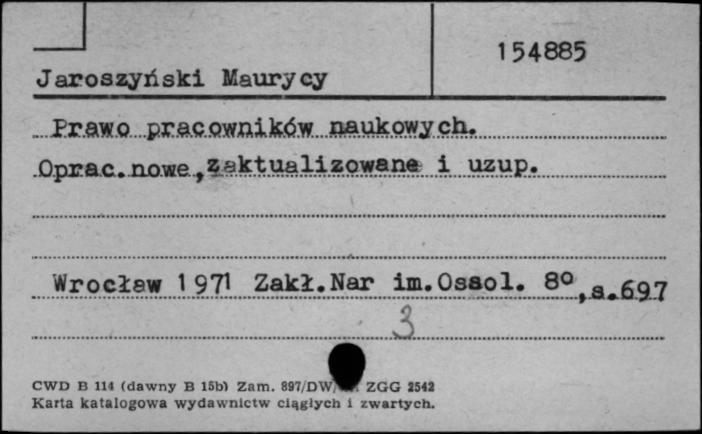 154885
Jaroszyński Maurycy
Prawo pracowników naukowych.
Oprac.nowe,zaktualizowane i uzup.
Wrocław 1971 Zakł.Nar im.Ossol. 8º,s.697
3
CWD B 114 (dawny B 15b) Zam. 897/DW/ ZGG 2542
Karta katalogowa wydawnictw ciągłych i zwartych.